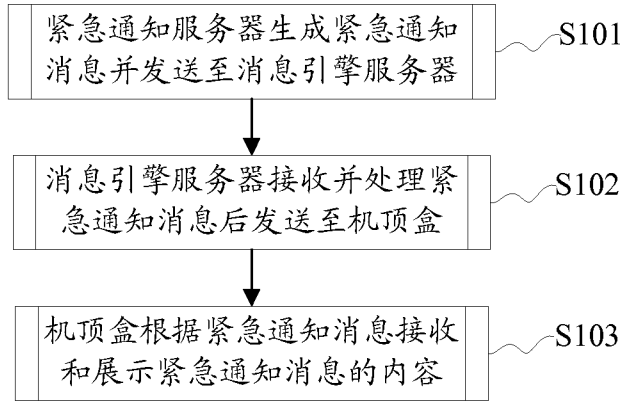 紧急通知服务器生成紧急通知
消息并发送至消息引擎服务器
S101
消息引擎服务器接收并处理紧
急通知消息后发送至机顶盒
S102
机顶盒根据紧急通知消息接收
和展示紧急通知消息的内容
S103